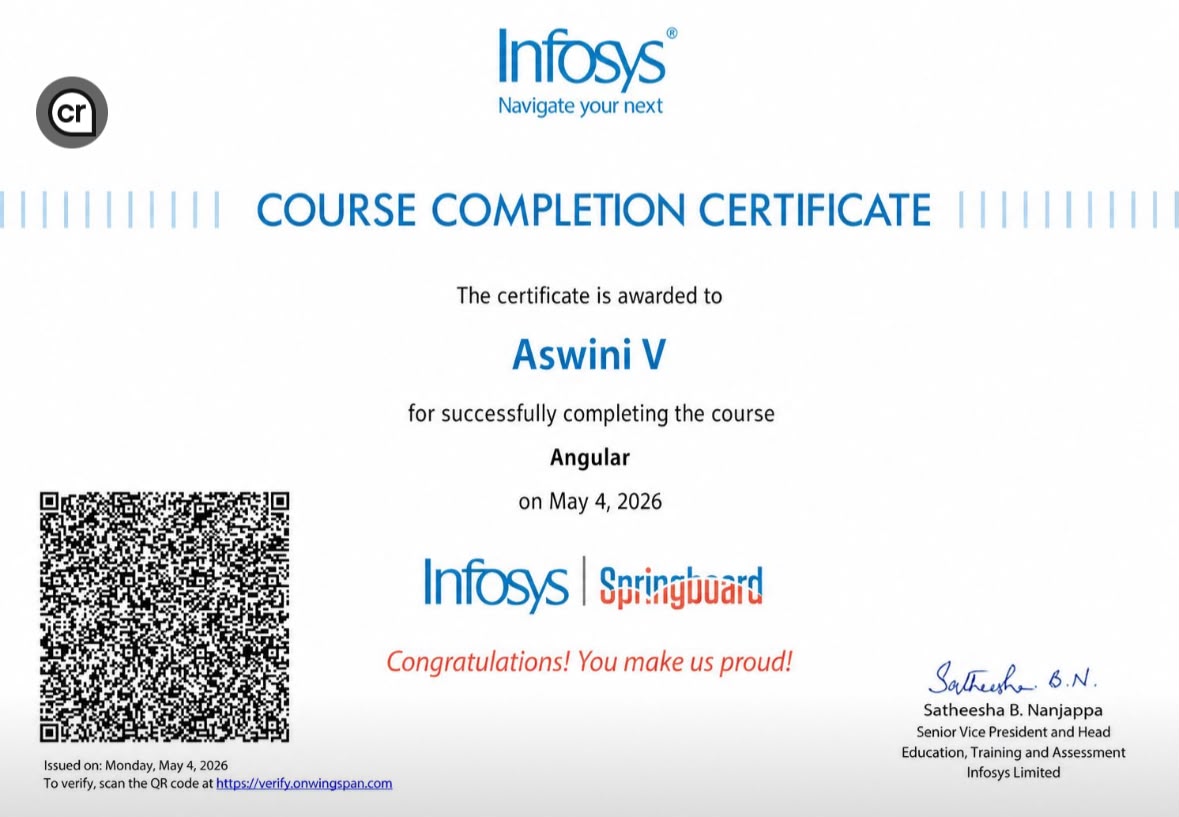 Infosys®
Navigate your next
cr
COURSE COMPLETION CERTIFICATE
The certificate is awarded to
Aswini V
for successfully completing the course
Angular
on May 4, 2026
Infosys | Springboard
Congratulations! You make us proud!
Satheesha B.N.
Satheesha B. Nanjappa
Senior Vice President and Head
Education, Training and Assessment
Infosys Limited
Issued on: Monday, May 4, 2026
To verify, scan the QR code at https://verify.onwingspan.com